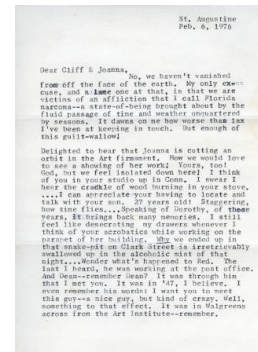 St. Augustine
Feb. 6, 1976
Dear Cliff & Joanna,
No, we haven't vanished
from off the face of the earth. My only ex-
cuse, and a lame one at that, is that we are
victims of an affliction that I call Florida
narcosis--a state-of-being brought about by the
fluid passage of time and weather unquartered
by seasons. It dawns on me how worse than lax
I've been at keeping in touch. But enough of
this guilt-wallow!
Delighted to hear that Joanna is cutting an
orbit in the Art firmament. How we would love
to see a showing of her work! Yours, too!
God, but we feel isolated down here! I think
of you in your studio up in Conn. I swear I
hear the crackle of wood burning in your stove,
....I can appreciate your having to locate and
talk with your son. 27 years old! Staggering,
how time flies....Speaking of Dorothy, of those
years, it brings back many memories. I still
feel like desecrating my drawers whenever I
think of your acrobatics while working on the
parapet of her building. Why we ended up in
that snake-pit on Clark Street is irretrievably
swallowed up in the alcoholic mist of that
night....Wonder what's happened to Red. The
last I heard, he was working at the post office.
And Dean--remember Dean? It was through him
that I met you. It was in '47, I believe. I
even remember his words: I want you to meet
this guy--a nice guy, but kind of crazy. Well,
something to that effect. It was in Walgreens
across from the Art Institute--remember.